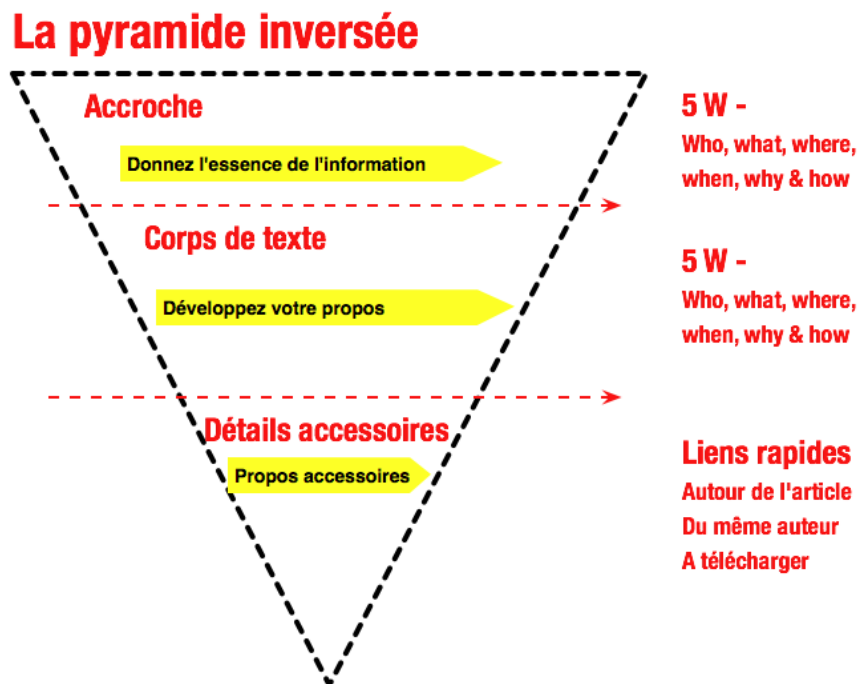 La pyramide inversée
Accroche
Donnez l'essence de l'information
5 W -
Who, what, where,
when, why & how
Corps de texte
Développez votre propos
5 W -
Who, what, where,
when, why & how
Détails accessoires
Propos accessoires
Liens rapides
Autour de l'article
Du même auteur
A télécharger